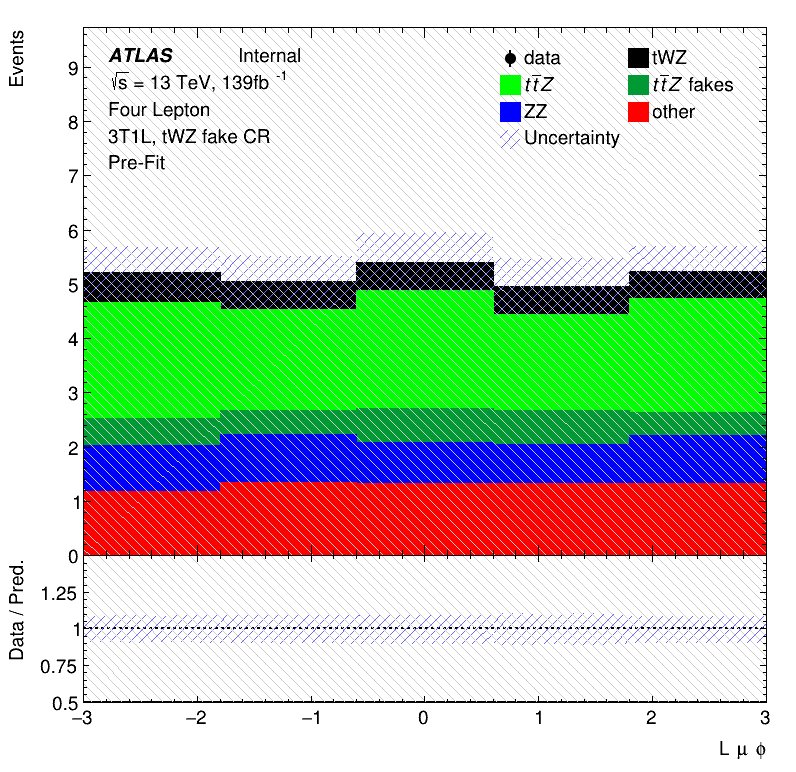 Events
ATLAS Internal
√s = 13 TeV, 139fb⁻¹
Four Lepton
3T1L, tWZ fake CR
Pre-Fit
data tWZ
tt̄Z tt̄Z fakes
ZZ other
Uncertainty
9
8
7
6
5
4
3
2
1
0
Data / Pred.
1.25
1
0.75
0.5
−3 −2 −1 0 1 2 3
L μ ϕ